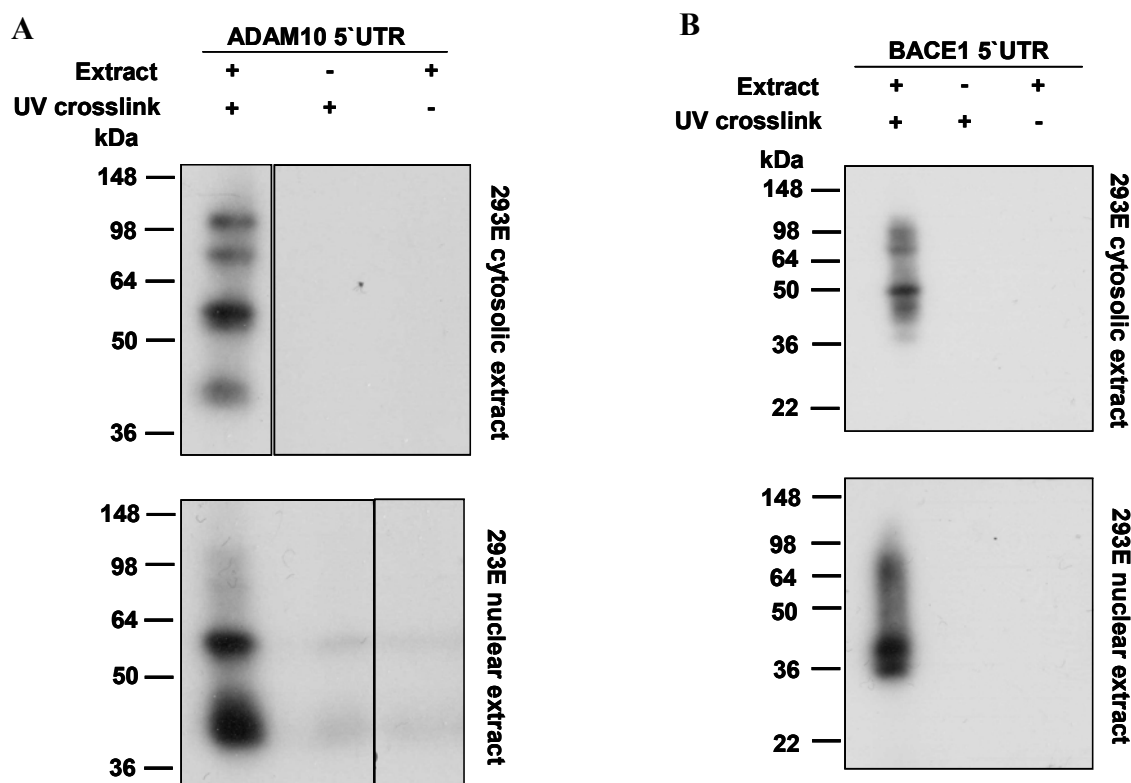 A
ADAM10 5`UTR
Extract + - +
UV crosslink + + -
kDa
148
98
64
50
36
293E cytosolic extract
148
98
64
50
36
293E nuclear extract
B
BACE1 5`UTR
Extract + - +
UV crosslink + + -
kDa
148
98
64
50
36
22
293E cytosolic extract
148
98
64
50
36
22
293E nuclear extract